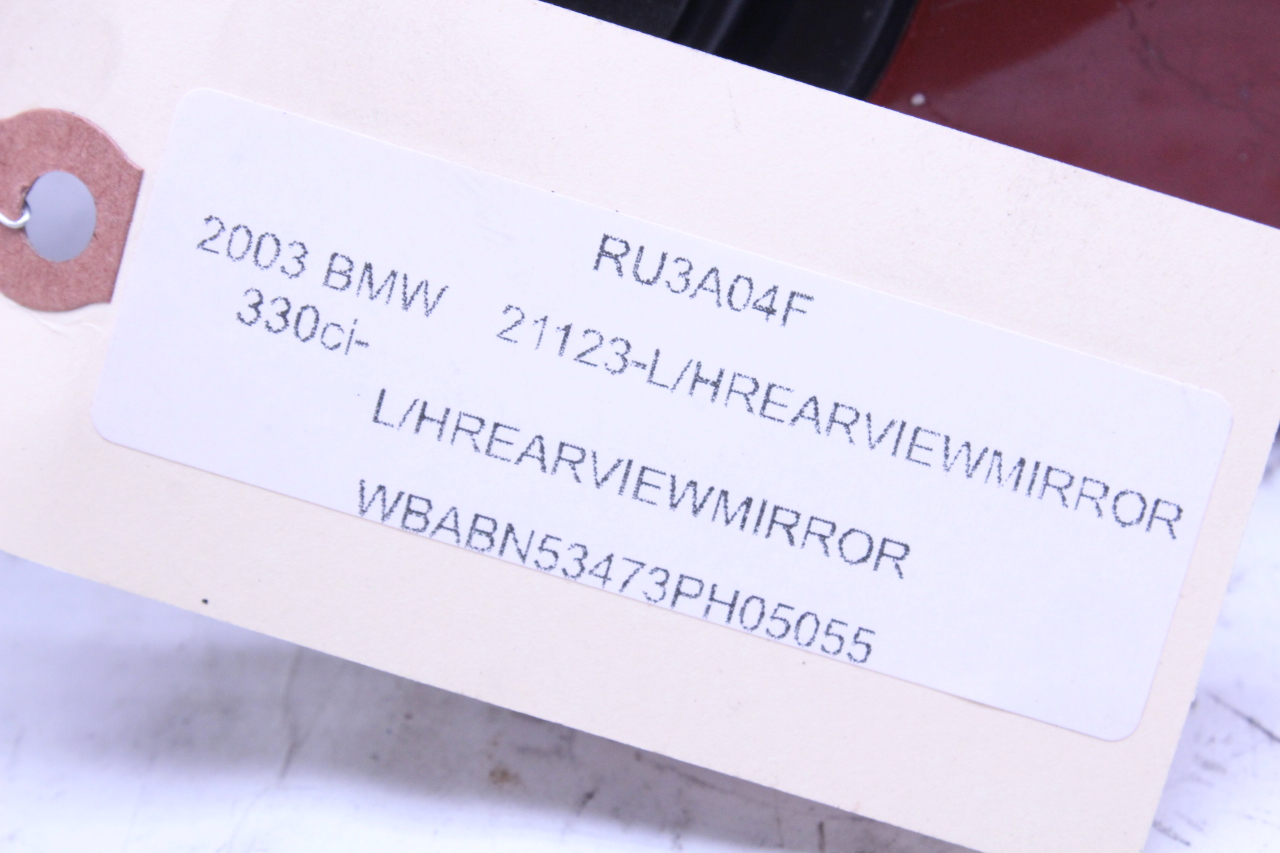 RU3A04F
2003 BMW 21123-L/HREARVIEWMIRROR
330ci-
L/HREARVIEWMIRROR
WBABN53473PH05055